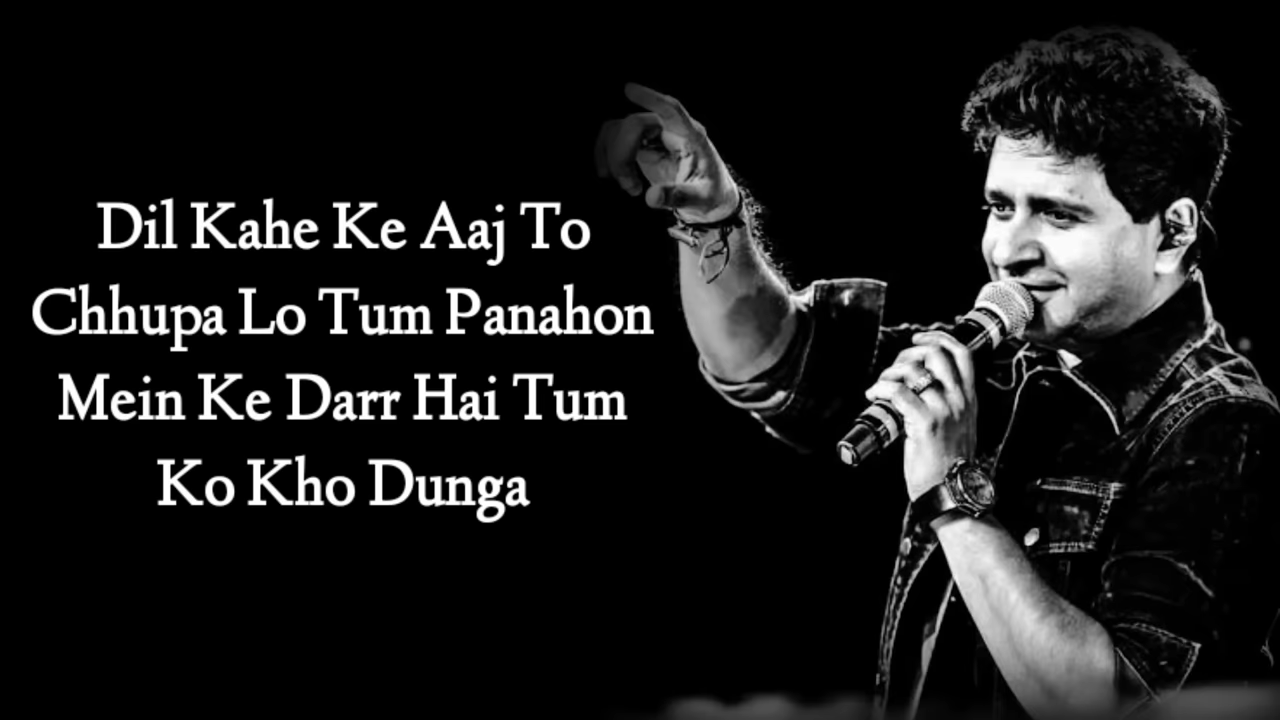 Dil Kahe Ke Aaj To
Chhupa Lo Tum Panahon
Mein Ke Darr Hai Tum
Ko Kho Dunga